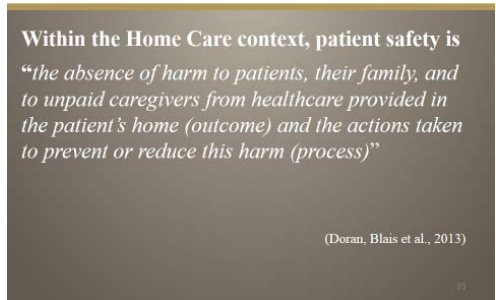 Within the Home Care context, patient safety is
“the absence of harm to patients, their family, and
to unpaid caregivers from healthcare provided in
the patient’s home (outcome) and the actions taken
to prevent or reduce this harm (process)”
(Doran, Blais et al., 2013)